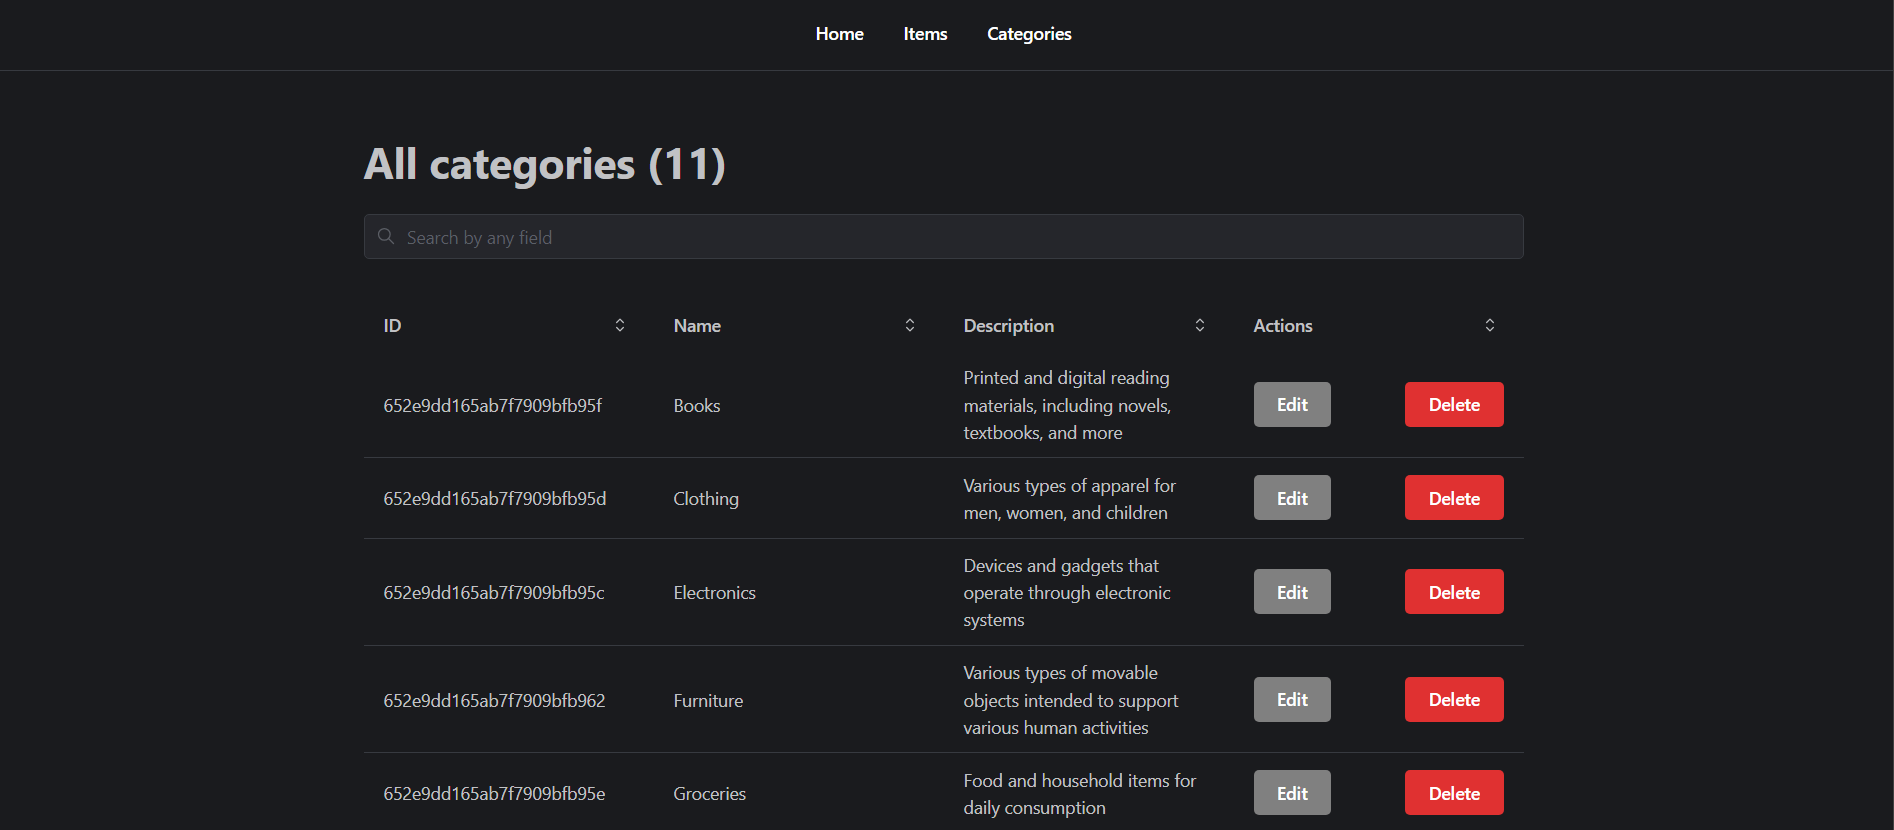 Home Items Categories
All categories (11)
Search by any field
ID Name Description Actions
652e9dd165ab7f7909bfb95f Books Printed and digital reading materials, including novels, textbooks, and more Edit Delete
652e9dd165ab7f7909bfb95d Clothing Various types of apparel for men, women, and children Edit Delete
652e9dd165ab7f7909bfb95c Electronics Devices and gadgets that operate through electronic systems Edit Delete
652e9dd165ab7f7909bfb962 Furniture Various types of movable objects intended to support various human activities Edit Delete
652e9dd165ab7f7909bfb95e Groceries Food and household items for daily consumption Edit Delete